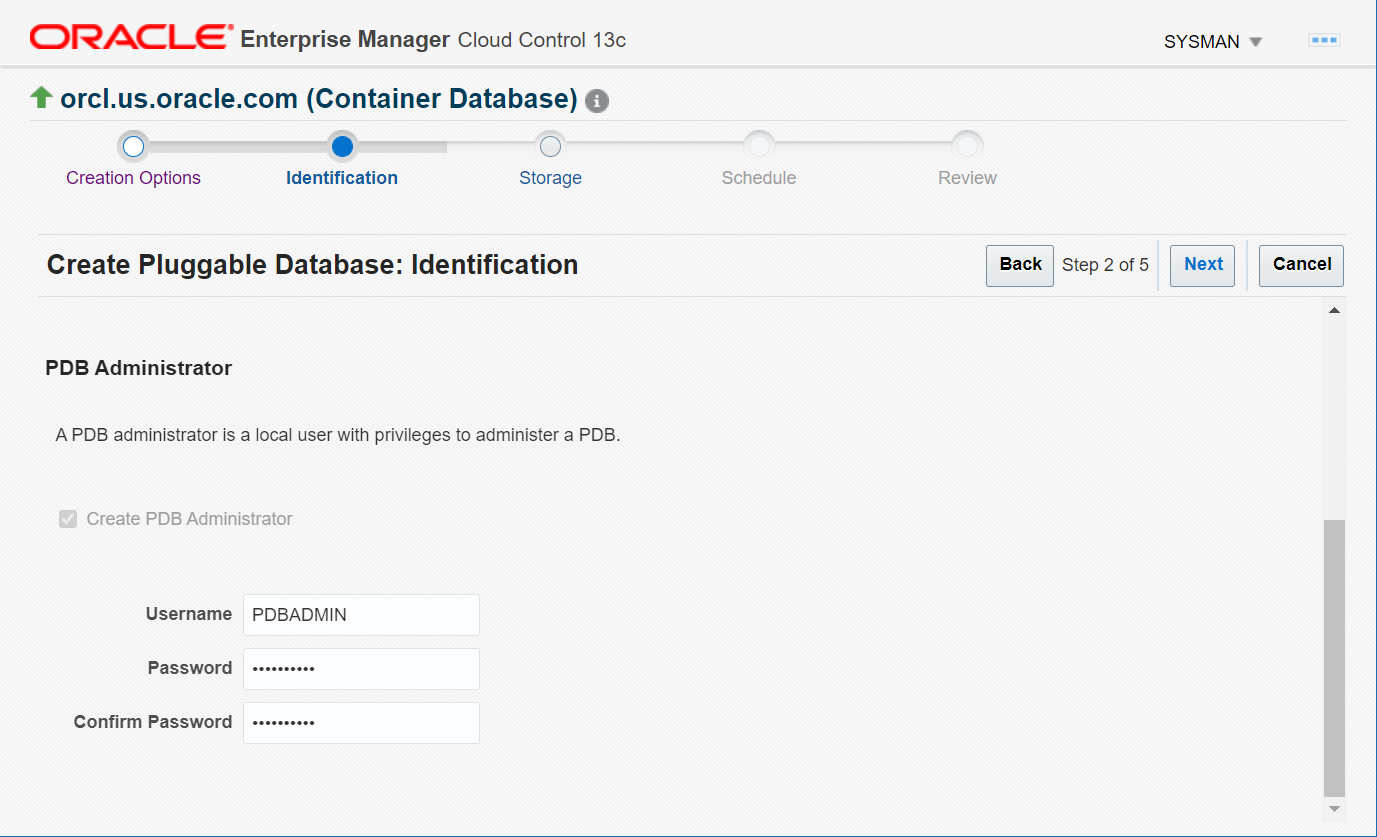 ORACLE® Enterprise Manager Cloud Control 13c
SYSMAN
orcl.us.oracle.com (Container Database)
Creation Options Identification Storage Schedule Review
Create Pluggable Database: Identification
Back Step 2 of 5 Next Cancel
PDB Administrator
A PDB administrator is a local user with privileges to administer a PDB.
Create PDB Administrator
Username PDBADMIN
Password ••••••••••
Confirm Password ••••••••••